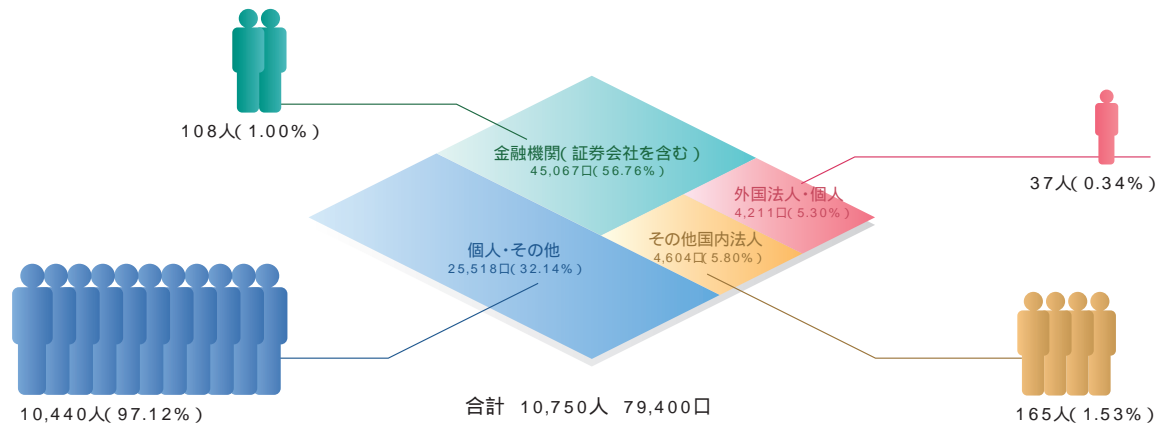 108人(1.00%)
金融機関(証券会社を含む)
45,067口(56.76%)
37人(0.34%)
外国法人・個人
4,211口(5.30%)
その他国内法人
4,604口(5.80%)
個人・その他
25,518口(32.14%)
10,440人(97.12%)
合計 10,750人 79,400口
165人(1.53%)